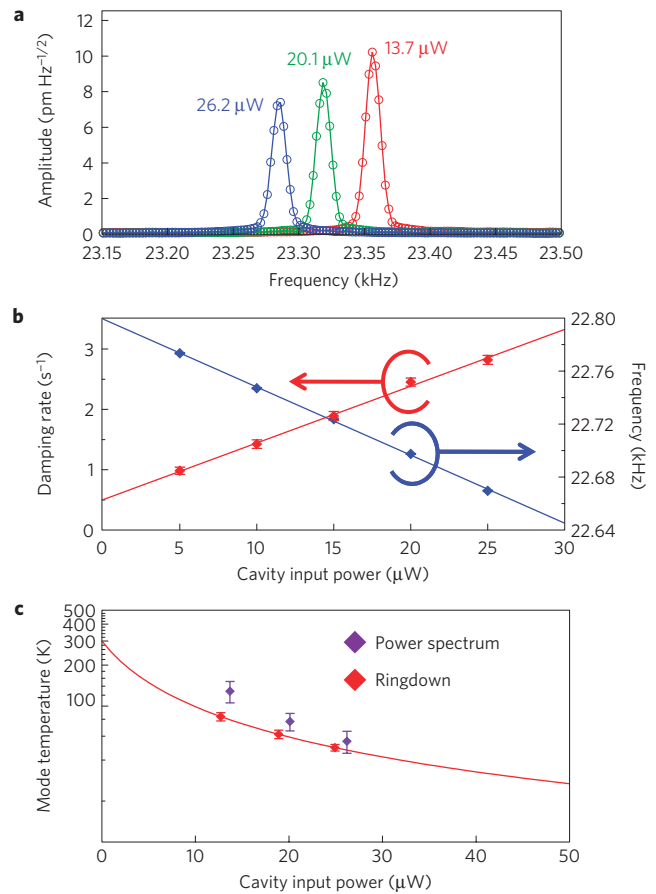 a
12
10
8
6
4
2
0
Amplitude (pm Hz⁻¹/²)
26.2 μW
20.1 μW
13.7 μW
23.15 23.20 23.25 23.30 23.35 23.40 23.45 23.50
Frequency (kHz)
b
3
2
1
0
Damping rate (s⁻¹)
22.80
22.76
22.72
22.68
22.64
Frequency (kHz)
0 5 10 15 20 25 30
Cavity input power (μW)
c
500
400
300
200
100
Mode temperature (K)
Power spectrum
Ringdown
0 10 20 30 40 50
Cavity input power (μW)